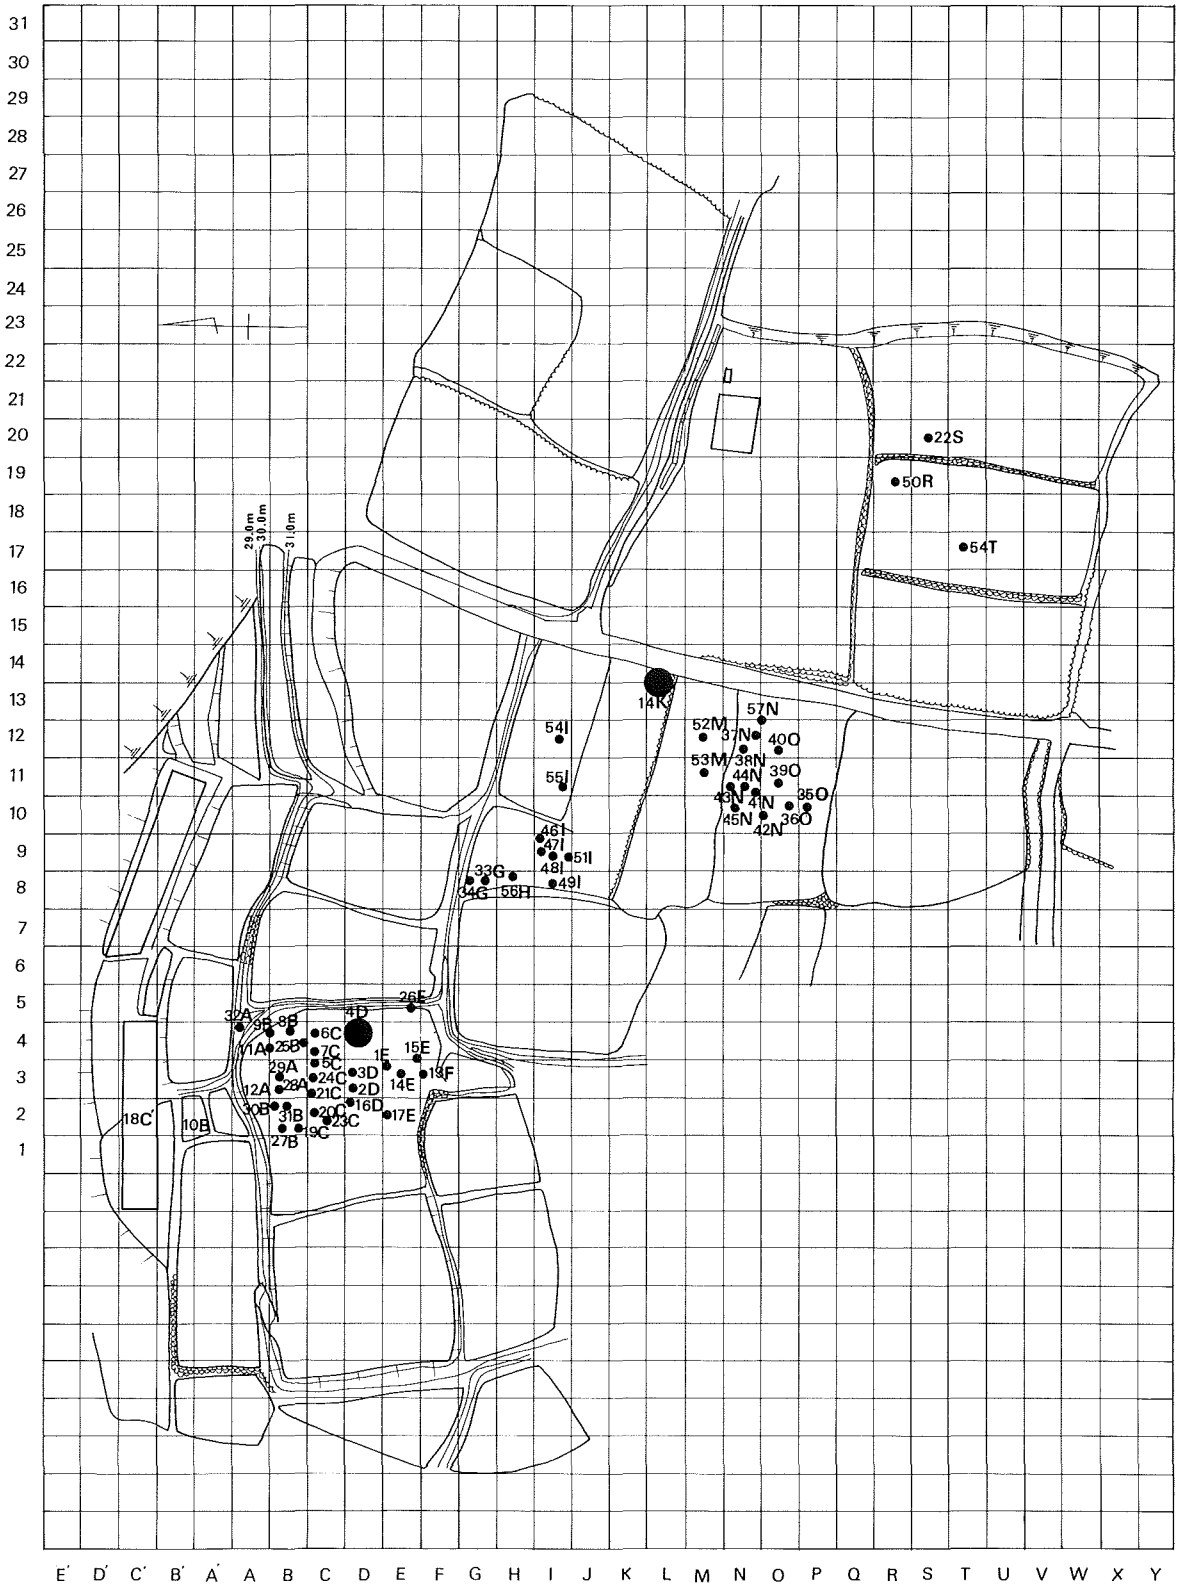 31
30
29
28
27
26
25
24
23
22
21
20
19
18
17
16
15
14
13
12
11
10
9
8
7
6
5
4
3
2
1
29.0m
30.0m
31.0m
22S
50R
54T
14K
57N
52M
37N
54I
40O
38N
53M
39O
44N
55I
43N
41N
35O
45N
36O
42N
46I
47I
51I
48I
33G
34G
56H
49I
26E
32A
9B
8B
4D
6C
11A
25B
7C
15E
1E
5C
29A
3D
14E
13F
24C
12A
28A
21C
2D
30B
16D
31B
20C
17E
18C'
10B
23C
27B
19C
E' D' C' B' A' A B C D E F G H I J K L M N O P Q R S T U V W X Y